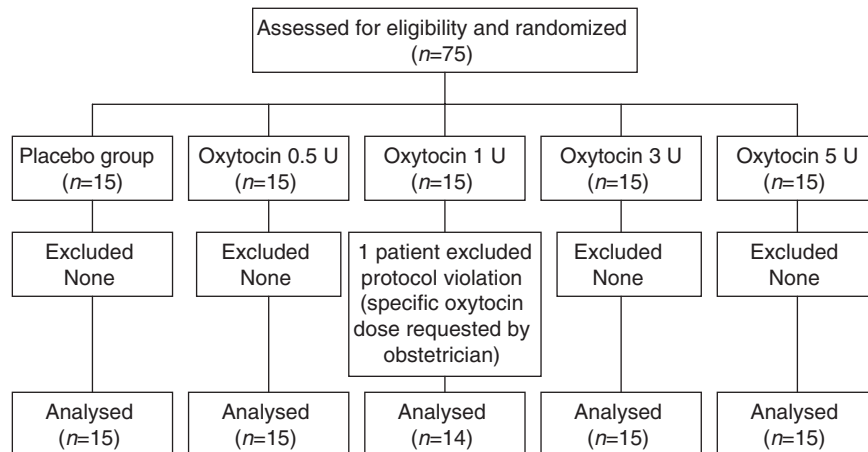 Assessed for eligibility and randomized
(n=75)
Placebo group
(n=15)
Oxytocin 0.5 U
(n=15)
Oxytocin 1 U
(n=15)
Oxytocin 3 U
(n=15)
Oxytocin 5 U
(n=15)
Excluded
None
Excluded
None
1 patient excluded
protocol violation
(specific oxytocin
dose requested by
obstetrician)
Excluded
None
Excluded
None
Analysed
(n=15)
Analysed
(n=15)
Analysed
(n=14)
Analysed
(n=15)
Analysed
(n=15)